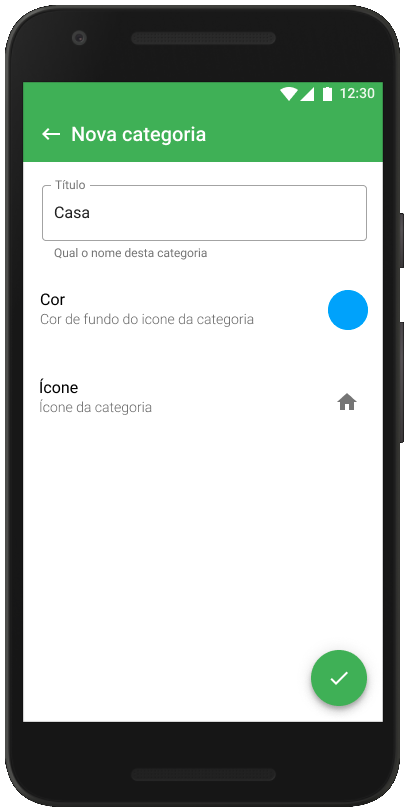 12:30
Nova categoria
Título
Casa
Qual o nome desta categoria
Cor
Cor de fundo do icone da categoria
Ícone
Ícone da categoria